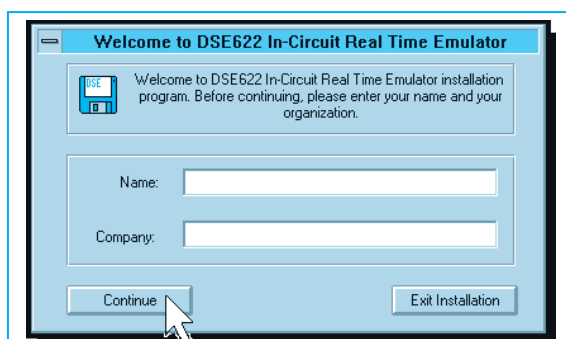 Welcome to DSE622 In-Circuit Real Time Emulator
DSE
Welcome to DSE622 In-Circuit Real Time Emulator installation
program. Before continuing, please enter your name and your
organization.
Name:
Company:
Continue
Exit Installation